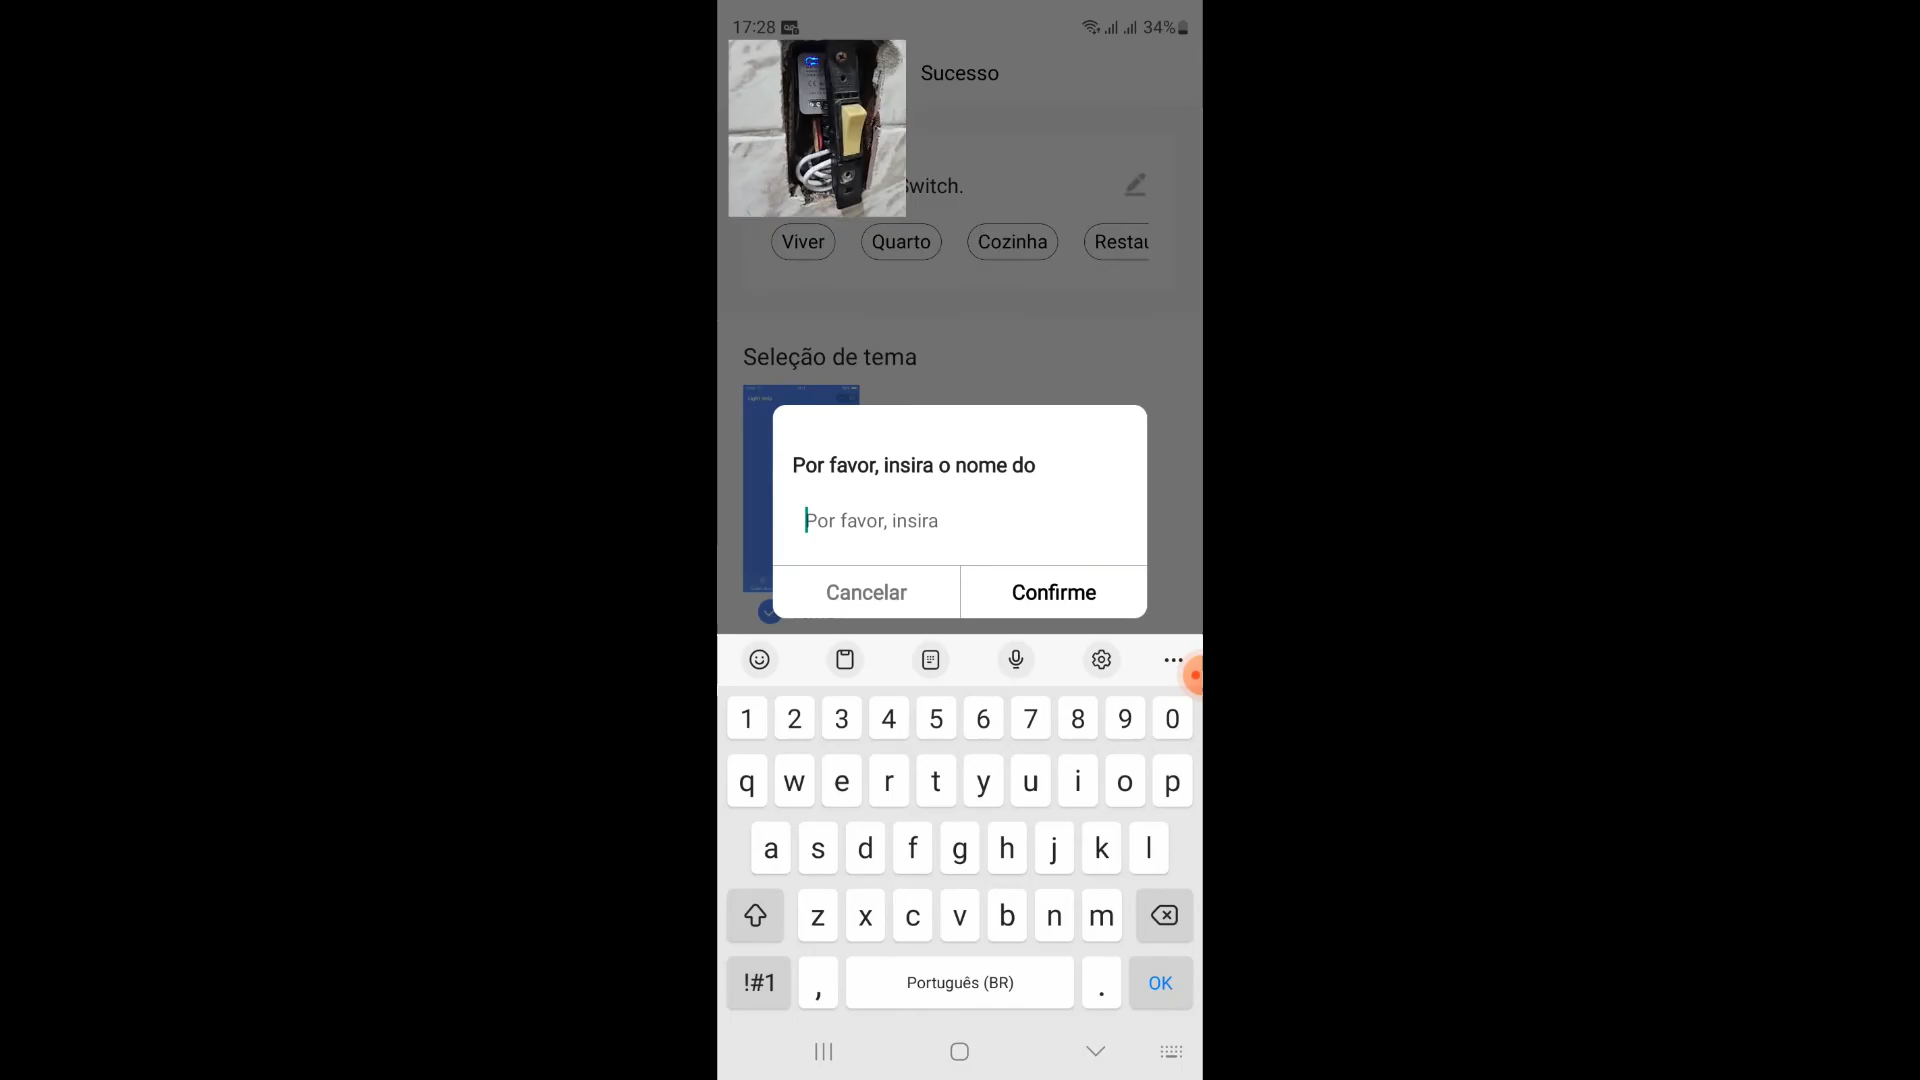 17:28
34%
Sucesso
Switch.
Viver
Quarto
Cozinha
Restau
Seleção de tema
Por favor, insira o nome do
Por favor, insira
Cancelar
Confirme
1 2 3 4 5 6 7 8 9 0
q w e r t y u i o p
a s d f g h j k l
z x c v b n m
!#1 , Português (BR) . OK